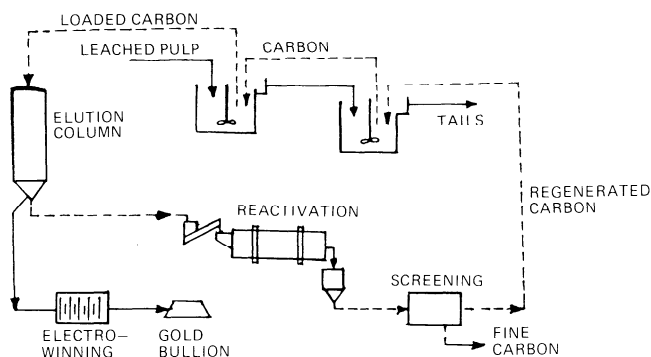 LOADED CARBON
LEACHED PULP
CARBON
ELUTION
COLUMN
TAILS
REGENERATED
CARBON
REACTIVATION
SCREENING
ELECTRO-
WINNING
GOLD
BULLION
FINE
CARBON